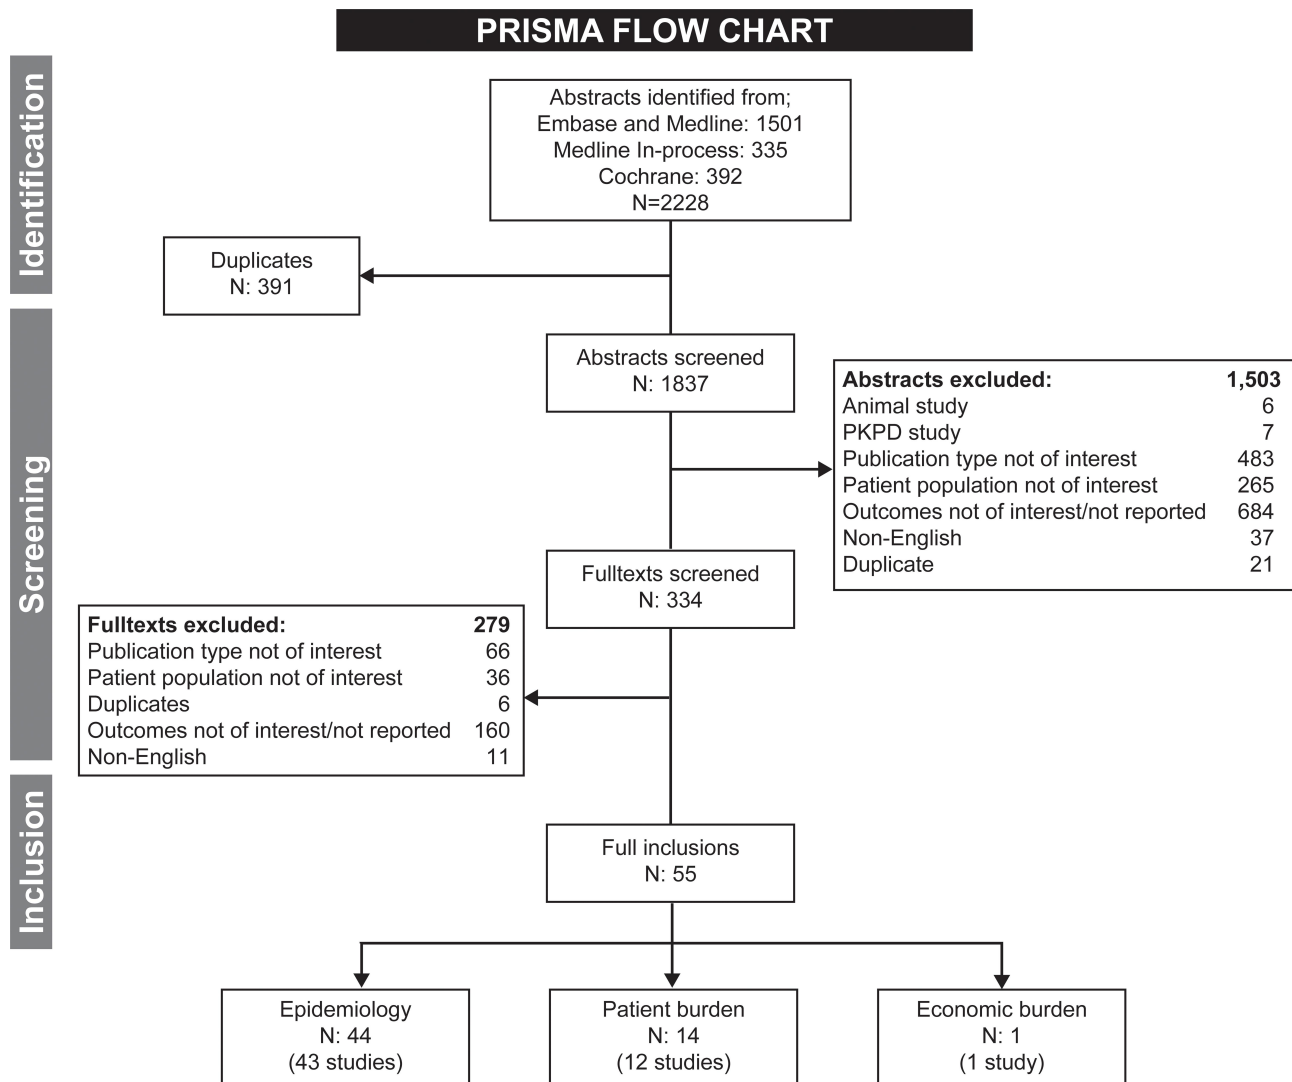 PRISMA FLOW CHART
Identification
Abstracts identified from;
Embase and Medline: 1501
Medline In-process: 335
Cochrane: 392
N=2228
Duplicates
N: 391
Screening
Abstracts screened
N: 1837
Abstracts excluded: 1,503
Animal study 6
PKPD study 7
Publication type not of interest 483
Patient population not of interest 265
Outcomes not of interest/not reported 684
Non-English 37
Duplicate 21
Fulltexts screened
N: 334
Fulltexts excluded: 279
Publication type not of interest 66
Patient population not of interest 36
Duplicates 6
Outcomes not of interest/not reported 160
Non-English 11
Inclusion
Full inclusions
N: 55
Epidemiology
N: 44
(43 studies)
Patient burden
N: 14
(12 studies)
Economic burden
N: 1
(1 study)